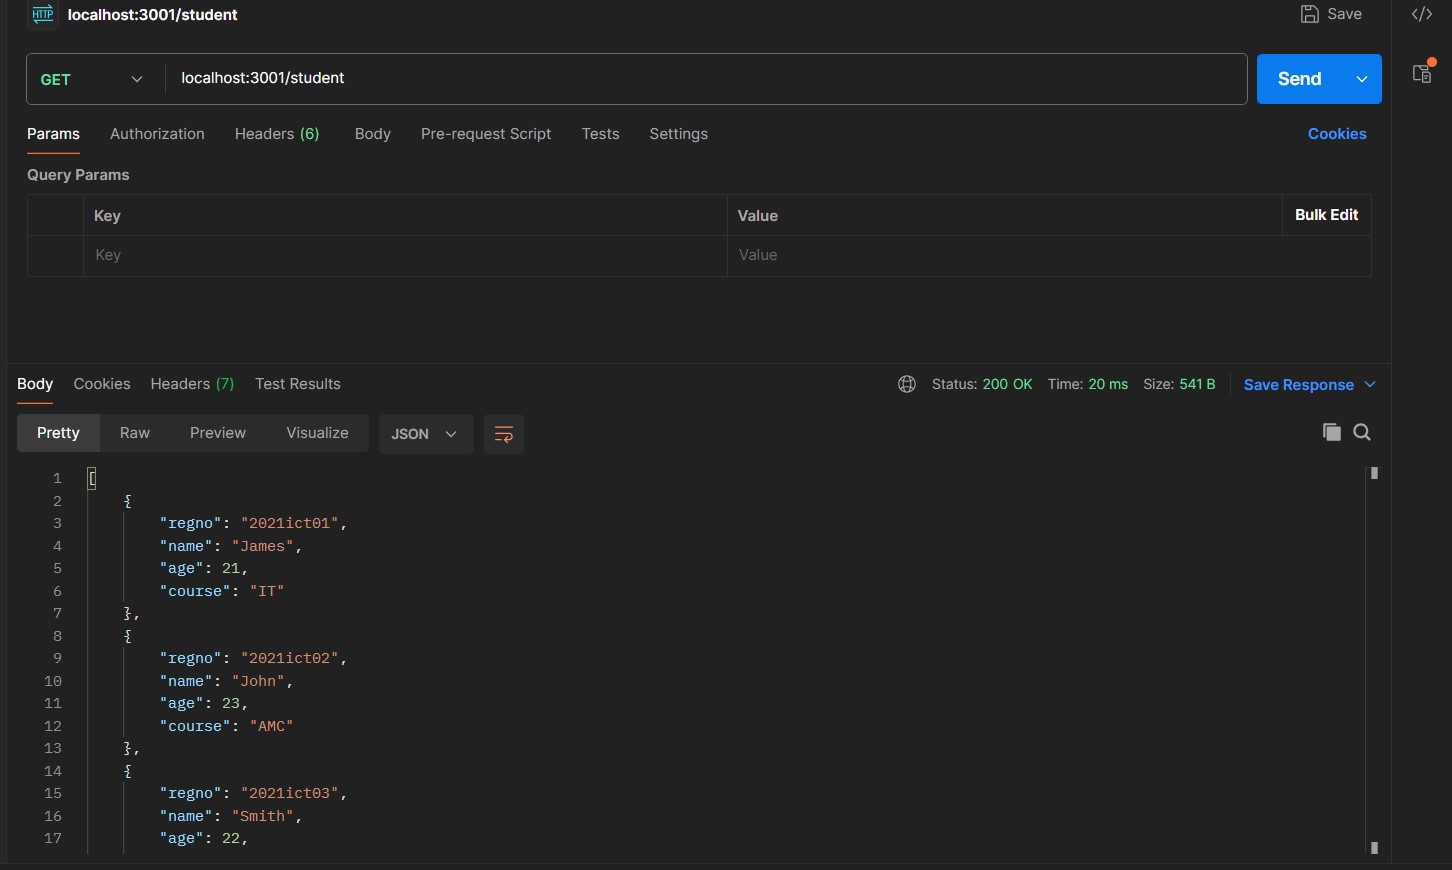 HTTP localhost:3001/student Save
GET localhost:3001/student Send
Params Authorization Headers (6) Body Pre-request Script Tests Settings Cookies
Query Params
Key Value Bulk Edit
Key Value
Body Cookies Headers (7) Test Results Status: 200 OK Time: 20 ms Size: 541 B Save Response
Pretty Raw Preview Visualize JSON
1 [
2 {
3 "regno": "2021ict01",
4 "name": "James",
5 "age": 21,
6 "course": "IT"
7 },
8 {
9 "regno": "2021ict02",
10 "name": "John",
11 "age": 23,
12 "course": "AMC"
13 },
14 {
15 "regno": "2021ict03",
16 "name": "Smith",
17 "age": 22,